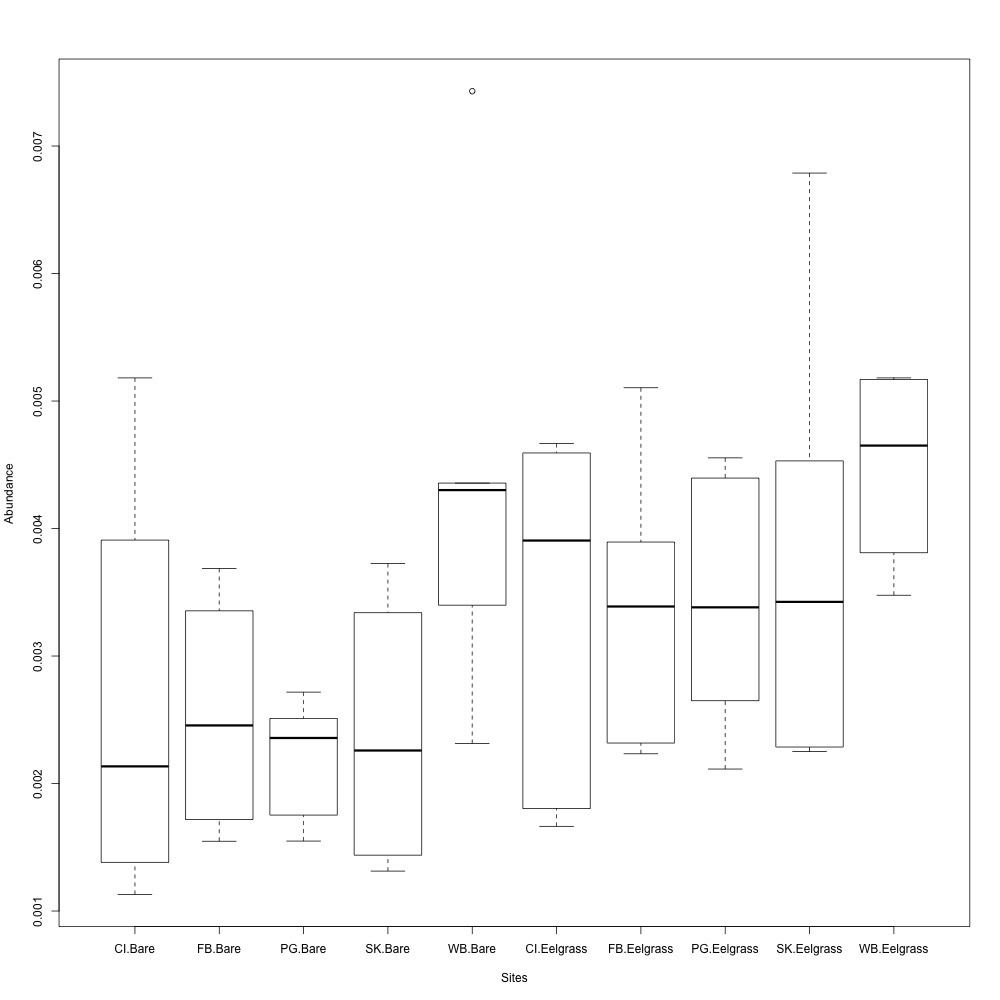 0.007
0.006
0.005
0.004
0.003
0.002
0.001
Abundance
CI.Bare FB.Bare PG.Bare SK.Bare WB.Bare CI.Eelgrass FB.Eelgrass PG.Eelgrass SK.Eelgrass WB.Eelgrass
Sites